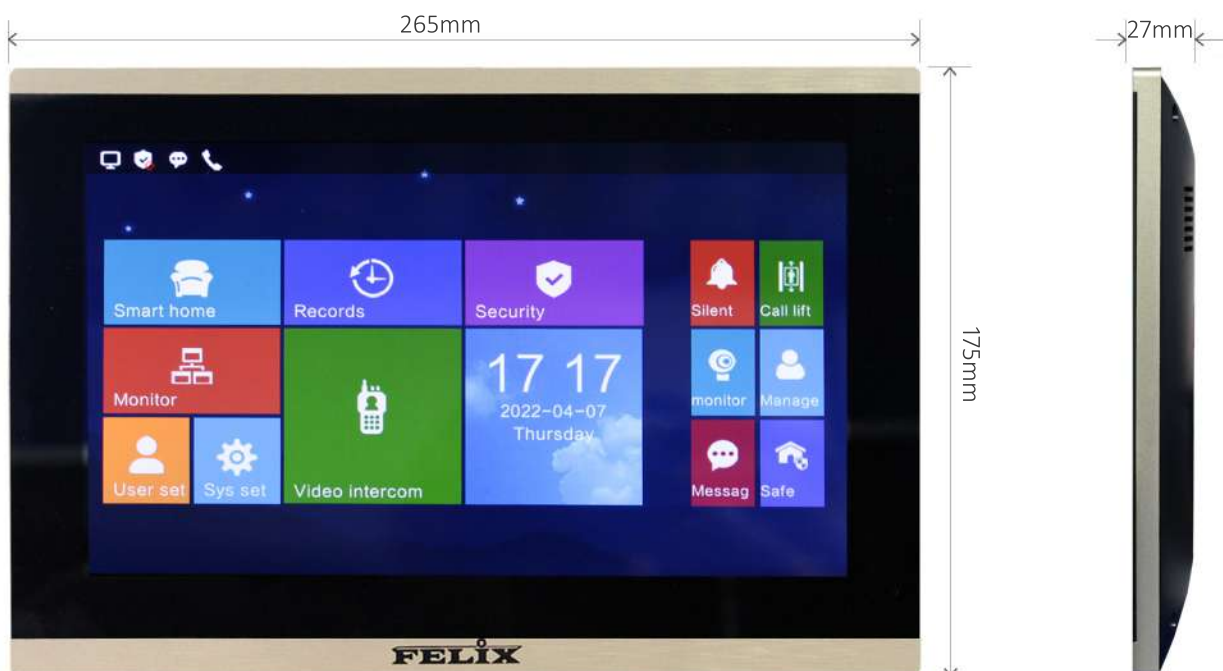 265mm
27mm
175mm
Smart home
Records
Security
Silent
Call lift
Monitor
17 17
2022-04-07
Thursday
monitor
Manage
User set
Sys set
Video intercom
Messag
Safe
FELIX